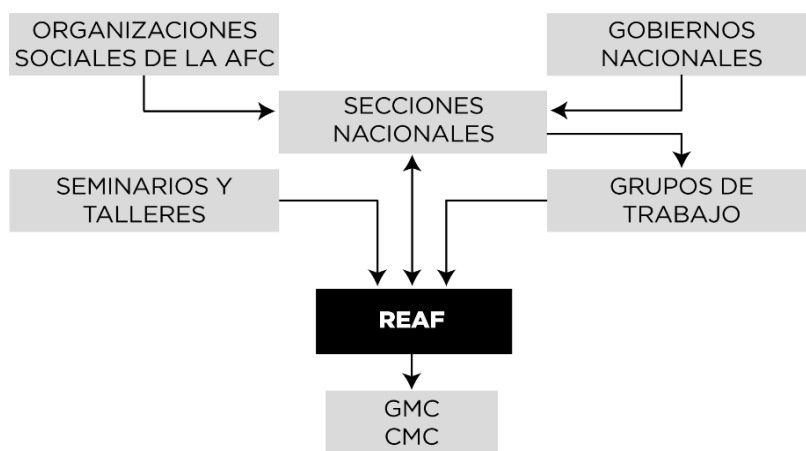 ORGANIZACIONES
SOCIALES DE LA AFC
GOBIERNOS
NACIONALES
SECCIONES
NACIONALES
SEMINARIOS Y
TALLERES
GRUPOS DE
TRABAJO
REAF
GMC
CMC